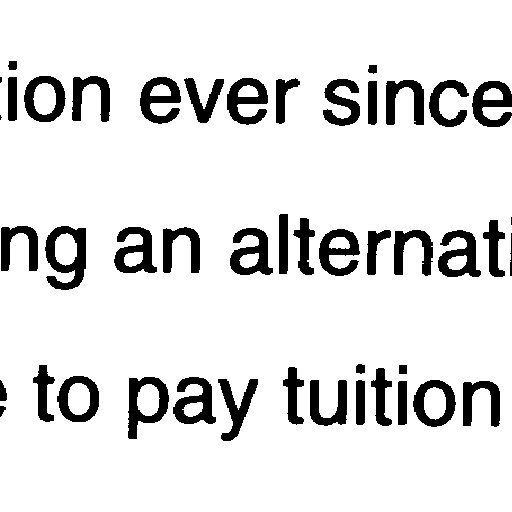 tion ever since
ng an alternati
e to pay tuition